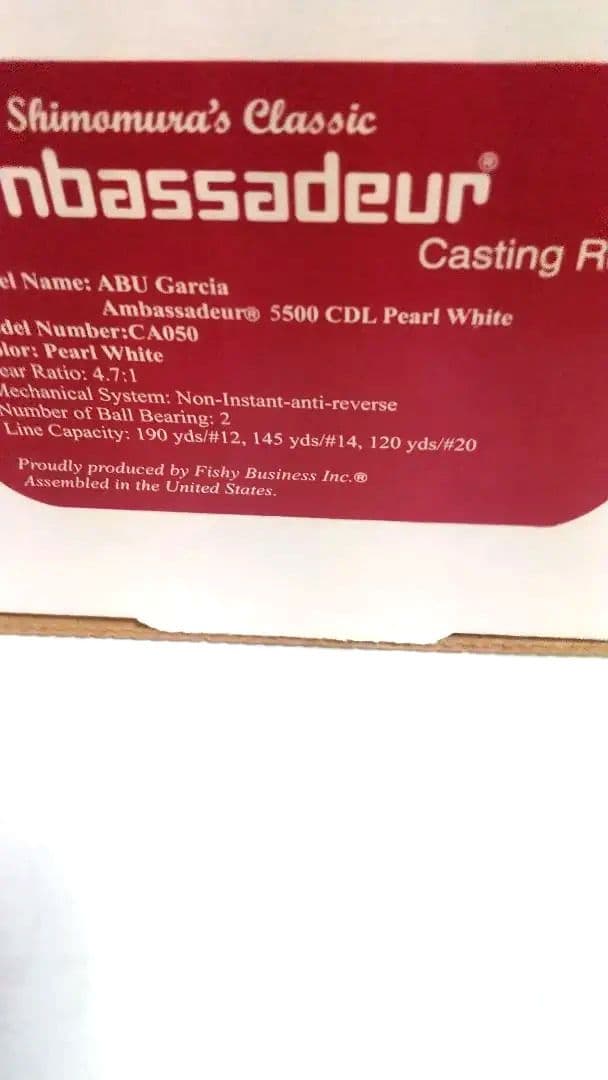 Shimomura's Classic
nbassadeur®
Casting R
el Name: ABU Garcia
Ambassadeur® 5500 CDL Pearl White
del Number:CA050
lor: Pearl White
ear Ratio: 4.7:1
Mechanical System: Non-Instant-anti-reverse
Number of Ball Bearing: 2
Line Capacity: 190 yds/#12, 145 yds/#14, 120 yds/#20
Proudly produced by Fishy Business Inc.®
Assembled in the United States.